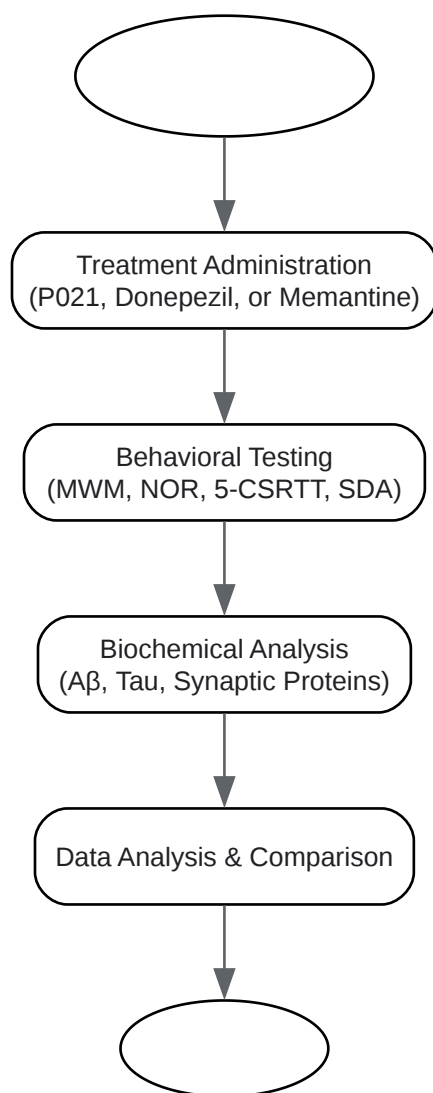 Treatment Administration
(P021, Donepezil, or Memantine)
Behavioral Testing
(MWM, NOR, 5-CSRTT, SDA)
Biochemical Analysis
(Aβ, Tau, Synaptic Proteins)
Data Analysis & Comparison